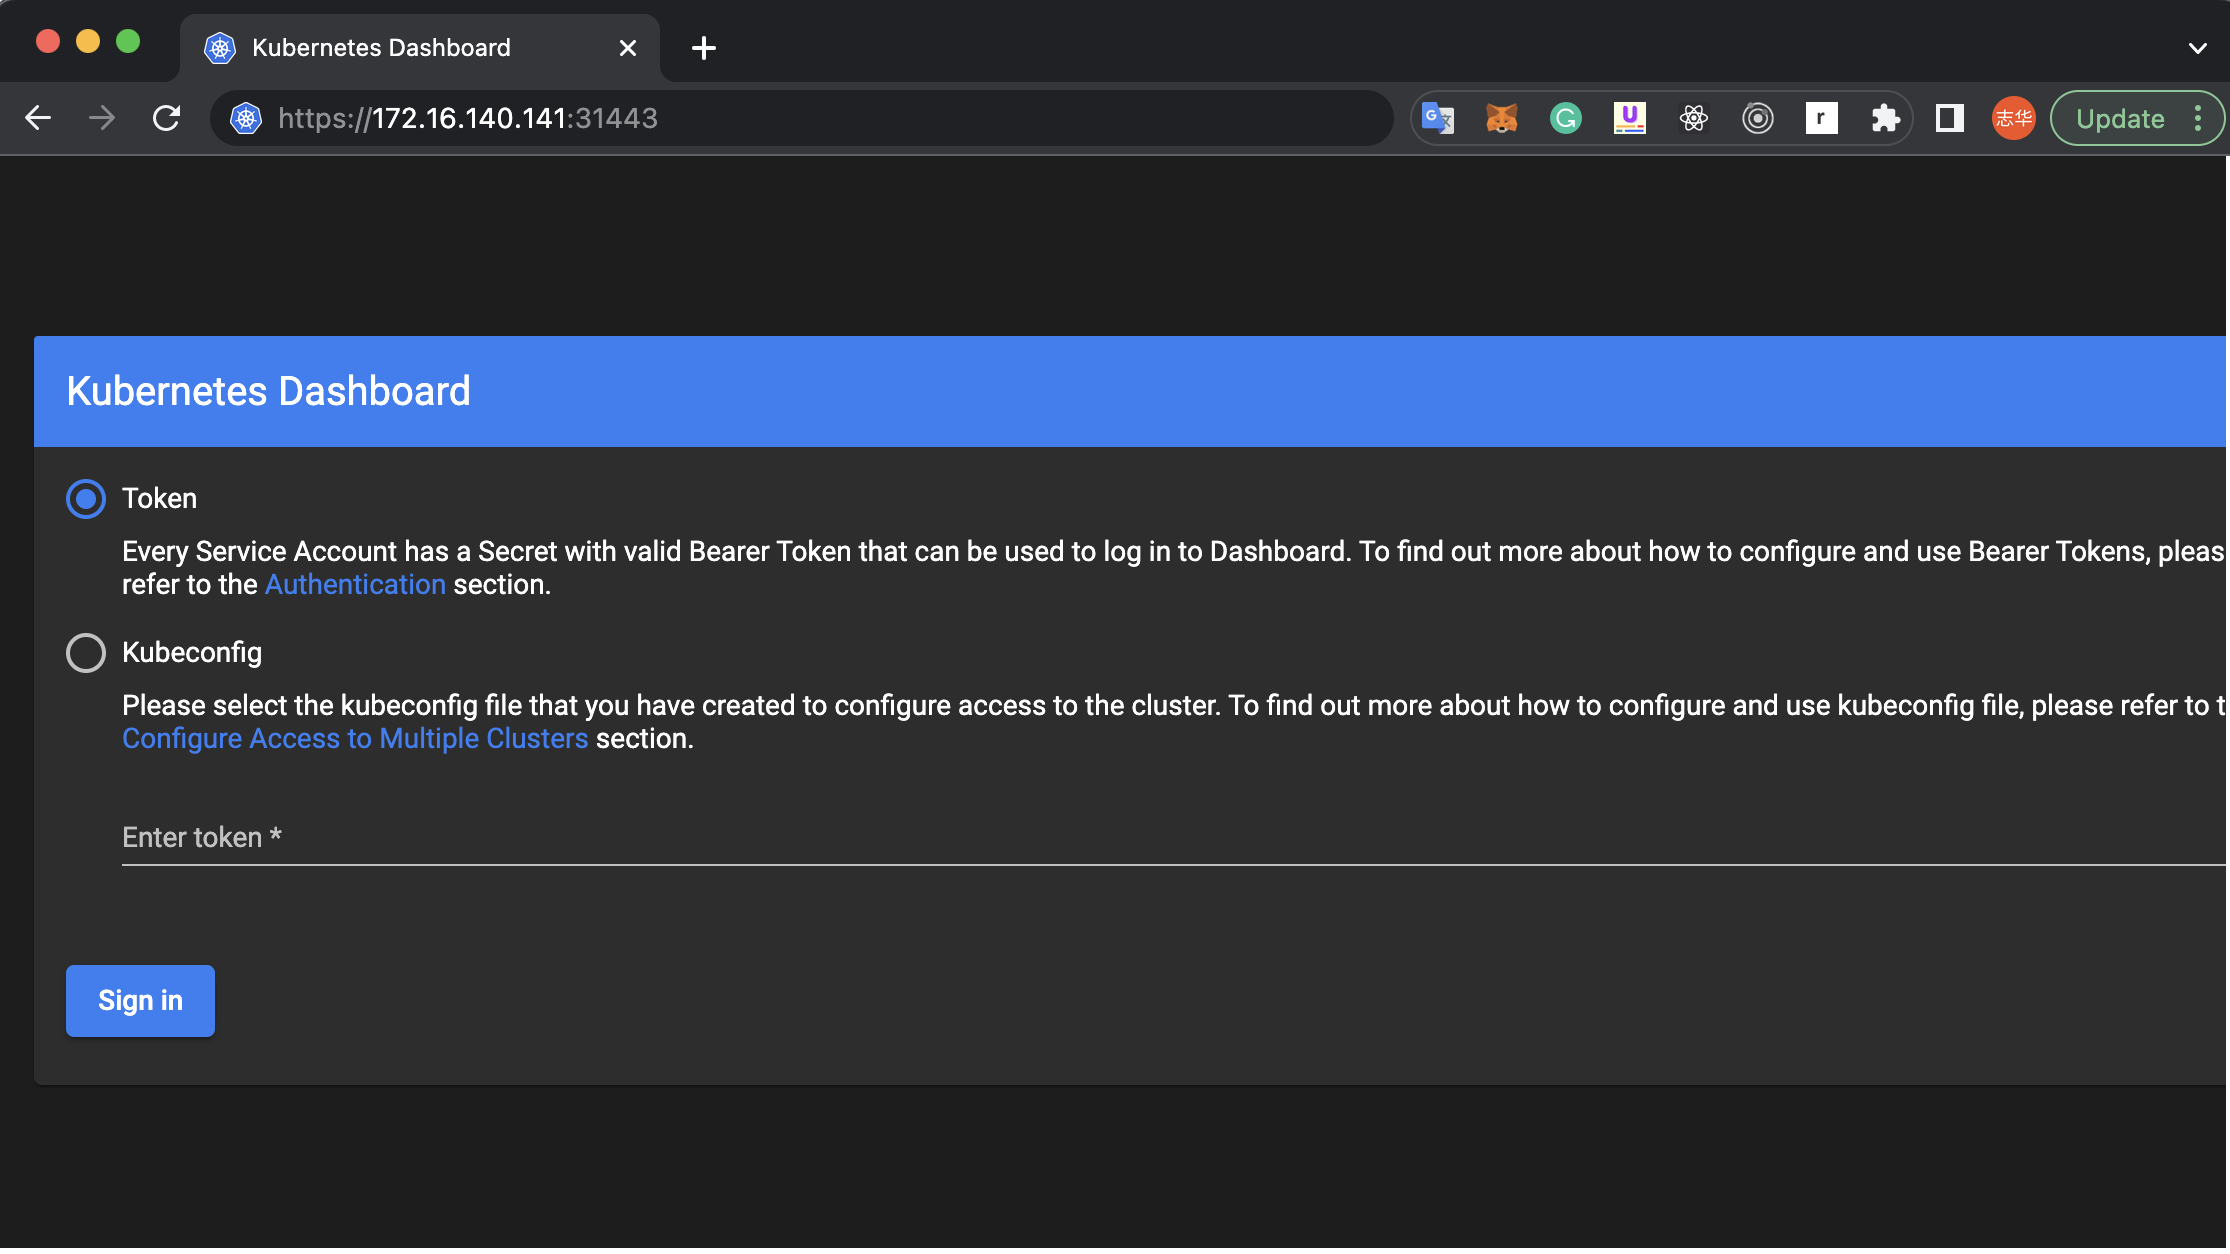 Kubernetes Dashboard
https://172.16.140.141:31443
G 文
G
U
r
志华
Update
Kubernetes Dashboard
Token
Every Service Account has a Secret with valid Bearer Token that can be used to log in to Dashboard. To find out more about how to configure and use Bearer Tokens, pleas
refer to the Authentication section.
Kubeconfig
Please select the kubeconfig file that you have created to configure access to the cluster. To find out more about how to configure and use kubeconfig file, please refer to t
Configure Access to Multiple Clusters section.
Enter token *
Sign in